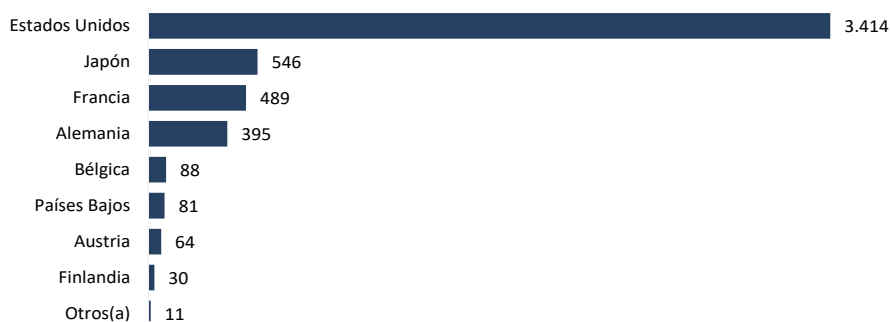 Estados Unidos 3.414
Japón 546
Francia 489
Alemania 395
Bélgica 88
Países Bajos 81
Austria 64
Finlandia 30
Otros(a) 11